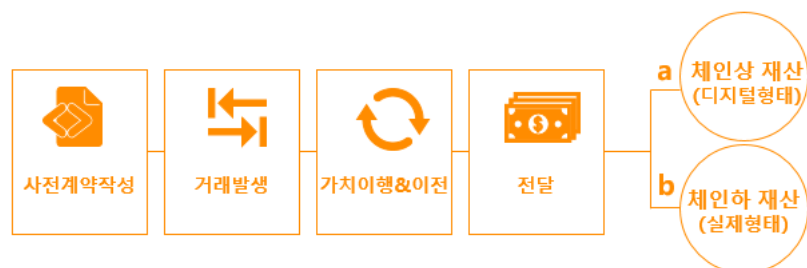 사전계약작성
거래발생
가치이행&이전
전달
a
체인상 재산
(디지털형태)
b
체인하 재산
(실제형태)